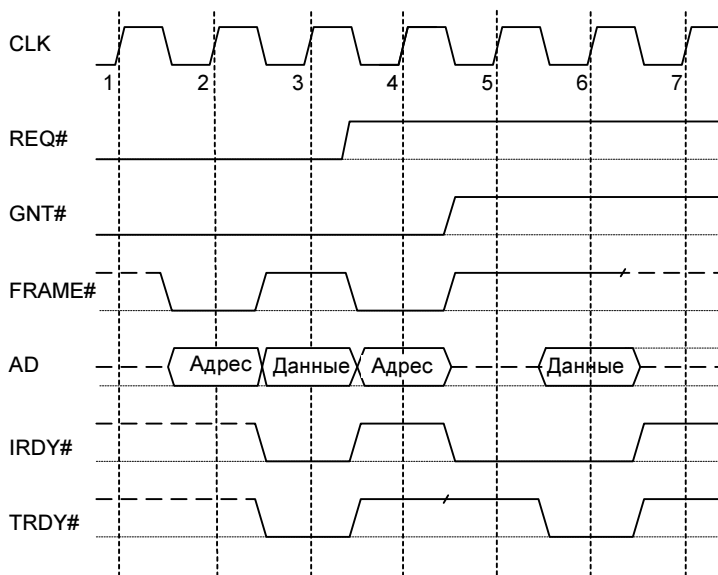 CLK
1 2 3 4 5 6 7
REQ#
GNT#
FRAME#
AD Адрес Данные Адрес Данные
IRDY#
TRDY#